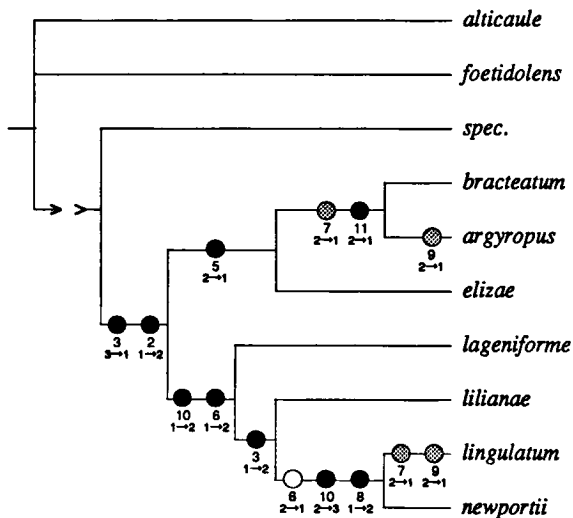 alticaule
foetidolens
spec.
bracteatum
7 11
2→1 2→1
argyropus
9
2→1
5
2→1
elizae
3 2
3→1 1→2
lageniforme
10 6
1→2 1→2
lilianae
3
1→2
lingulatum
7 9
2→1 2→1
6 10 8
2→1 2→3 1→2
newportii